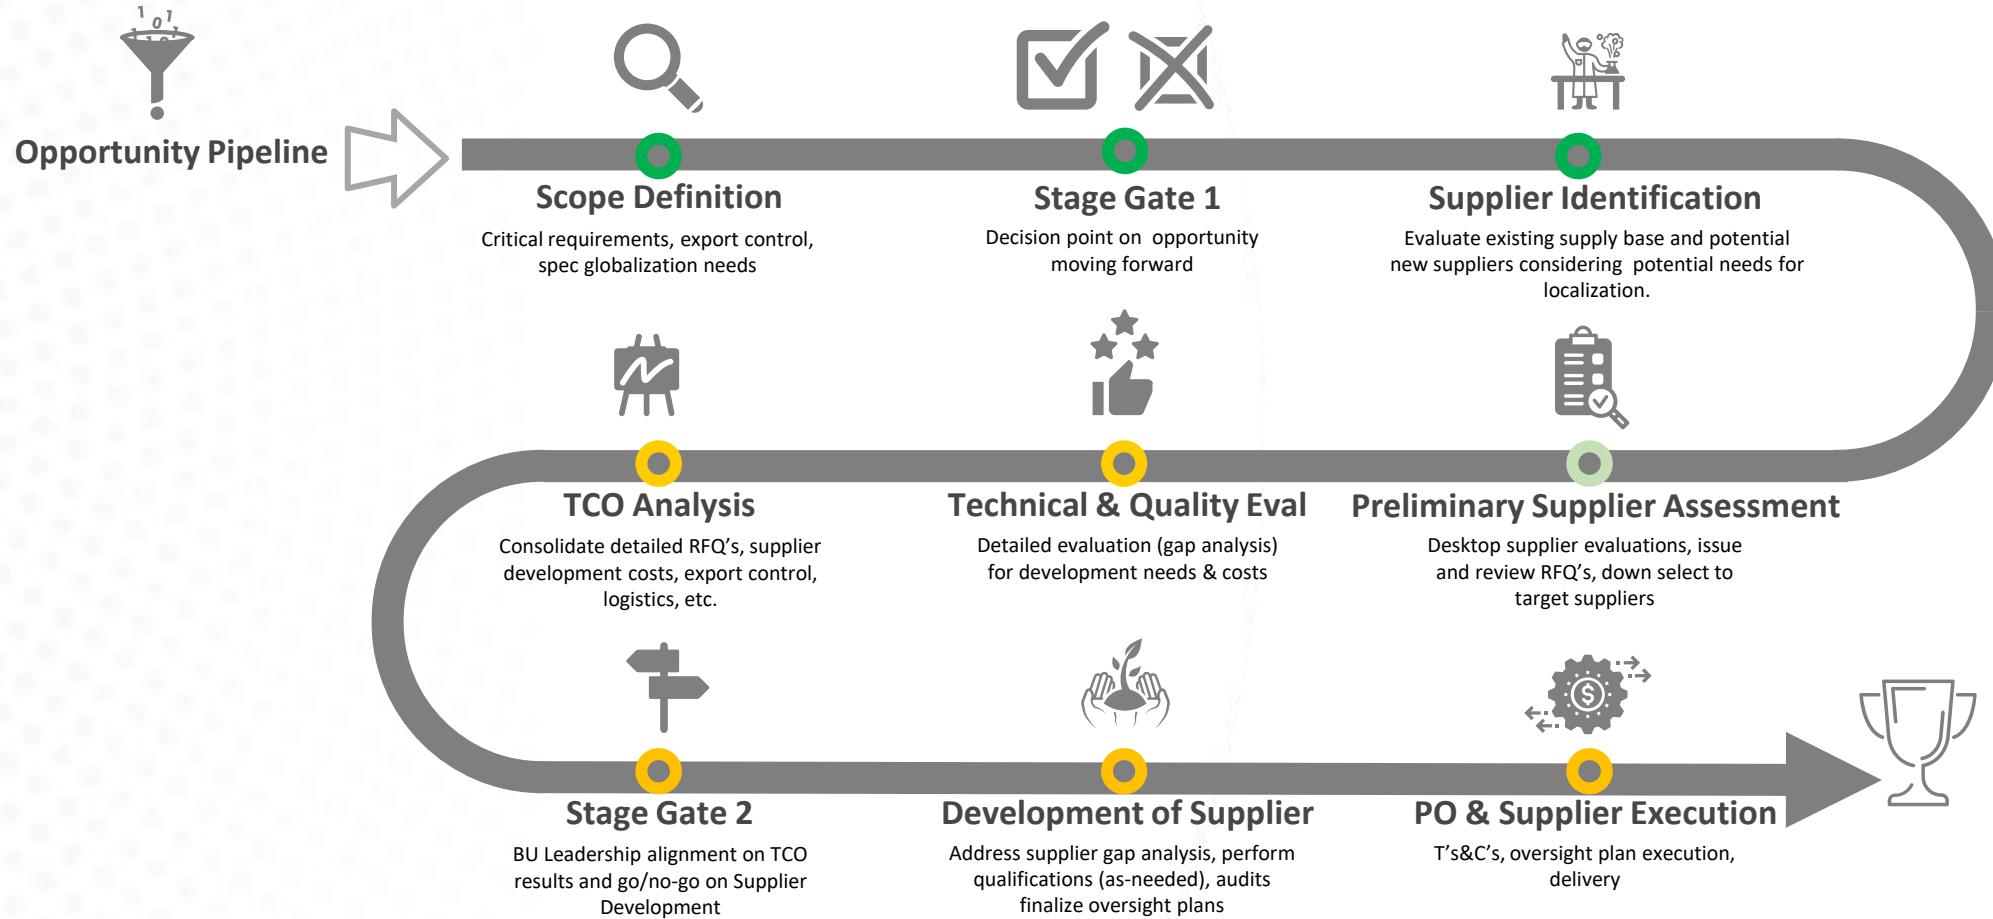 Opportunity Pipeline
Scope Definition
Critical requirements, export control,
spec globalization needs
Stage Gate 1
Decision point on  opportunity
moving forward
Supplier Identification
Evaluate existing supply base and potential
new suppliers considering  potential needs for
localization.
Preliminary Supplier Assessment
Desktop supplier evaluations, issue
and review RFQ’s, down select to
target suppliers
Technical & Quality Eval
Detailed evaluation (gap analysis)
for development needs & costs
TCO Analysis
Consolidate detailed RFQ’s, supplier
development costs, export control,
logistics, etc.
Stage Gate 2
BU Leadership alignment on TCO
results and go/no-go on Supplier
Development
Development of Supplier
Address supplier gap analysis, perform
qualifications (as-needed), audits
finalize oversight plans
$
PO & Supplier Execution
T’s&C’s, oversight plan execution,
delivery